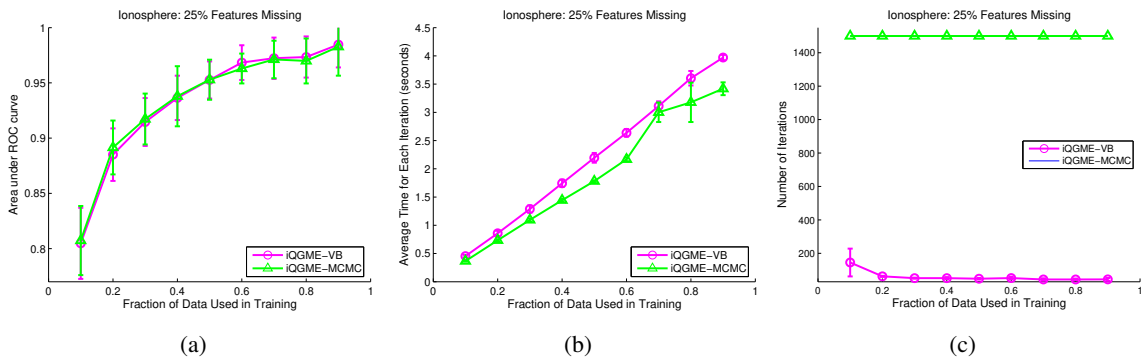 Ionosphere: 25% Features Missing
Area under ROC curve
1
0.95
0.9
0.85
0.8
0 0.2 0.4 0.6 0.8 1
Fraction of Data Used in Training
iQGME−VB
iQGME−MCMC
(a)
Ionosphere: 25% Features Missing
Average Time for Each Iteration (seconds)
4.5
4
3.5
3
2.5
2
1.5
1
0.5
0
0 0.2 0.4 0.6 0.8 1
Fraction of Data Used in Training
iQGME−VB
iQGME−MCMC
(b)
Ionosphere: 25% Features Missing
Number of Iterations
1400
1200
1000
800
600
400
200
0 0.2 0.4 0.6 0.8 1
Fraction of Data Used in Training
iQGME−VB
iQGME−MCMC
(c)